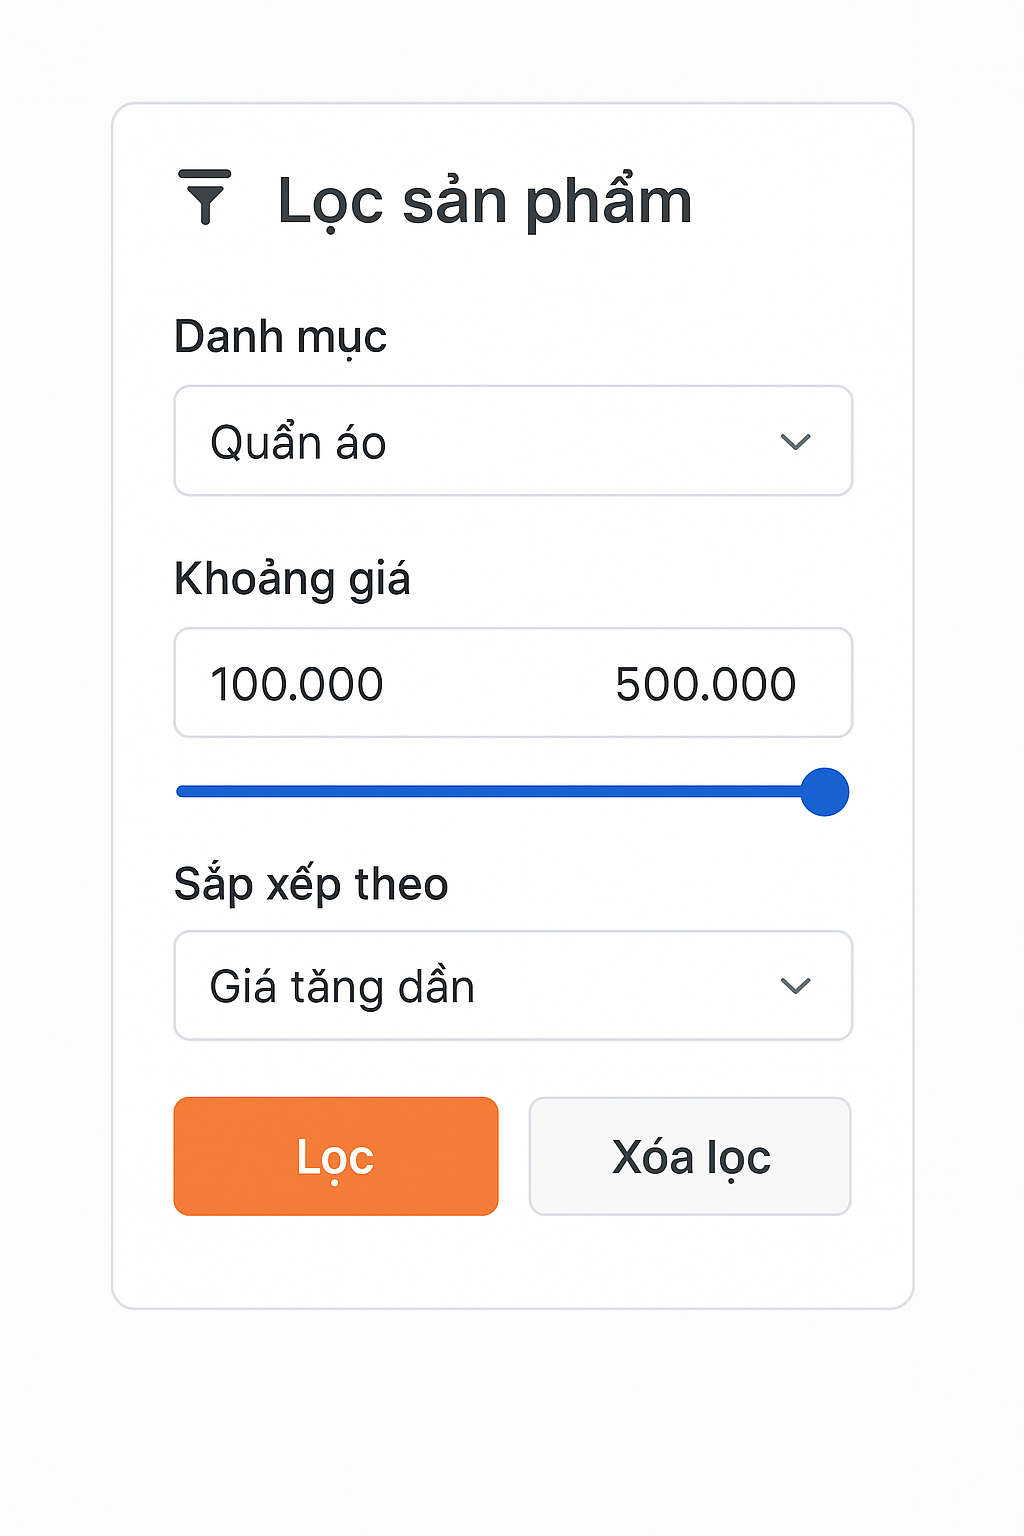 Lọc sản phẩm
Danh mục
Quẩn áo
Khoảng giá
100.000 500.000
Sắp xếp theo
Giá tăng dần
Lọc Xóa lọc